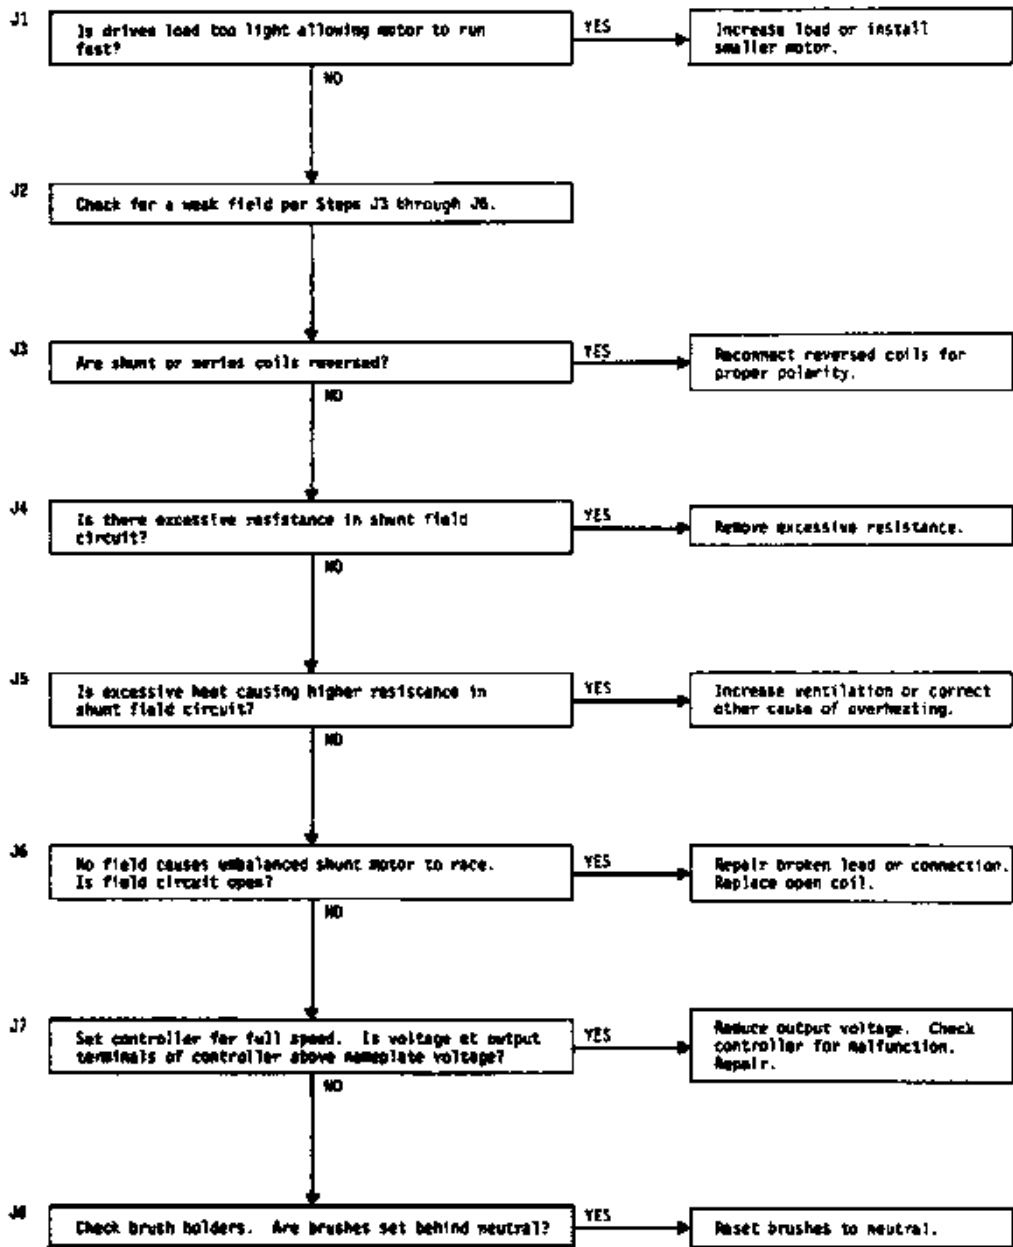 J1
Is driven load too light allowing motor to run
fast?
YES
Increase load or install
smaller motor.
NO
J2
Check for a weak field per Steps J3 through J6.
J3
Are shunt or series coils reversed?
YES
Reconnect reversed coils for
proper polarity.
NO
J4
Is there excessive resistance in shunt field
circuit?
YES
Remove excessive resistance.
NO
J5
Is excessive heat causing higher resistance in
shunt field circuit?
YES
Increase ventilation or correct
other cause of overheating.
NO
J6
No field causes unbalanced shunt motor to race.
Is field circuit open?
YES
Repair broken lead or connection.
Replace open coil.
NO
J7
Set controller for full speed. Is voltage at output
terminals of controller above nameplate voltage?
YES
Reduce output voltage. Check
controller for malfunction.
Repair.
NO
J8
Check brush holders. Are brushes set behind neutral?
YES
Reset brushes to neutral.